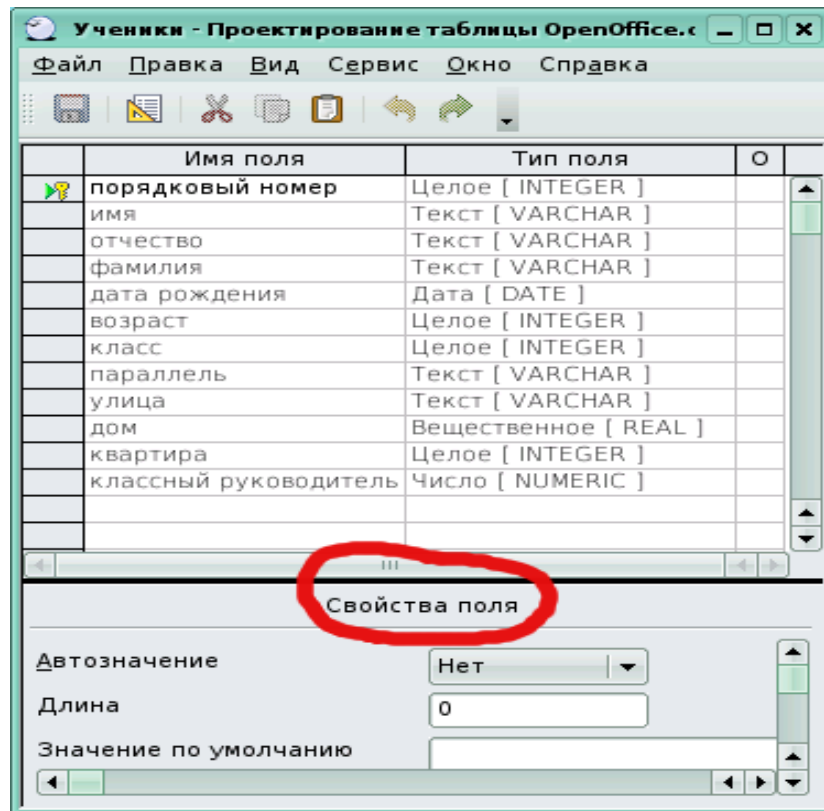 Ученики - Проектирование таблицы OpenOffice.c
Файл Правка Вид Сервис Окно Справка
Имя поля Тип поля О
порядковый номер Целое [ INTEGER ]
имя Текст [ VARCHAR ]
отчество Текст [ VARCHAR ]
фамилия Текст [ VARCHAR ]
дата рождения Дата [ DATE ]
возраст Целое [ INTEGER ]
класс Целое [ INTEGER ]
параллель Текст [ VARCHAR ]
улица Текст [ VARCHAR ]
дом Вещественное [ REAL ]
квартира Целое [ INTEGER ]
классный руководитель Число [ NUMERIC ]
Свойства поля
Автозначение Нет
Длина 0
Значение по умолчанию